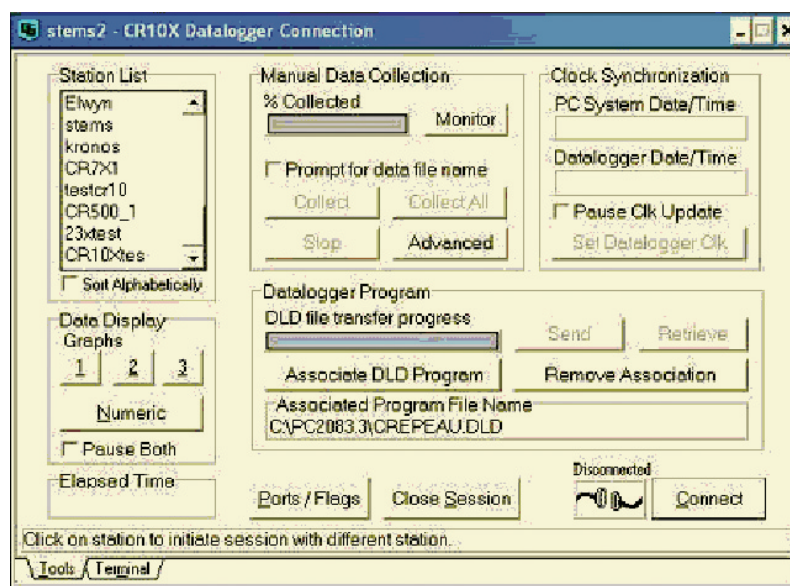 stems2 - CR10X Datalogger Connection
Station List
Elwyn
stems
kronos
CR7X1
testcr10
CR500_1
23xtest
CR10Xtes
Sort Alphabetically
Data Display
Graphs
1 2 3
Numeric
Pause Both
Elapsed Time
Manual Data Collection
% Collected
Monitor
Prompt for data file name
Collect Collect All
Stop Advanced
Clock Synchronization
PC System Date/Time
Datalogger Date/Time
Pause Clk Update
Set Datalogger Clk
Datalogger Program
DLD file transfer progress
Send Retrieve
Associate DLD Program Remove Association
Associated Program File Name
C:\PC2083.3\CREPEAU.DLD
Ports / Flags Close Session
Disconnected
Connect
Click on station to initiate session with different station.
Tools Terminal